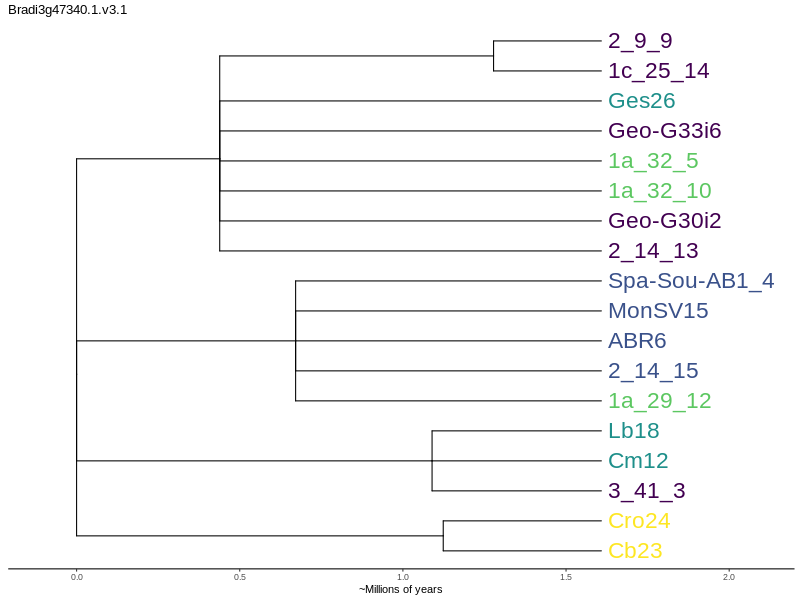 Bradi3g47340.1.v3.1
2_9_9
1c_25_14
Ges26
Geo-G33i6
1a_32_5
1a_32_10
Geo-G30i2
2_14_13
Spa-Sou-AB1_4
MonSV15
ABR6
2_14_15
1a_29_12
Lb18
Cm12
3_41_3
Cro24
Cb23
0.0 0.5 1.0 1.5 2.0
~Millions of years